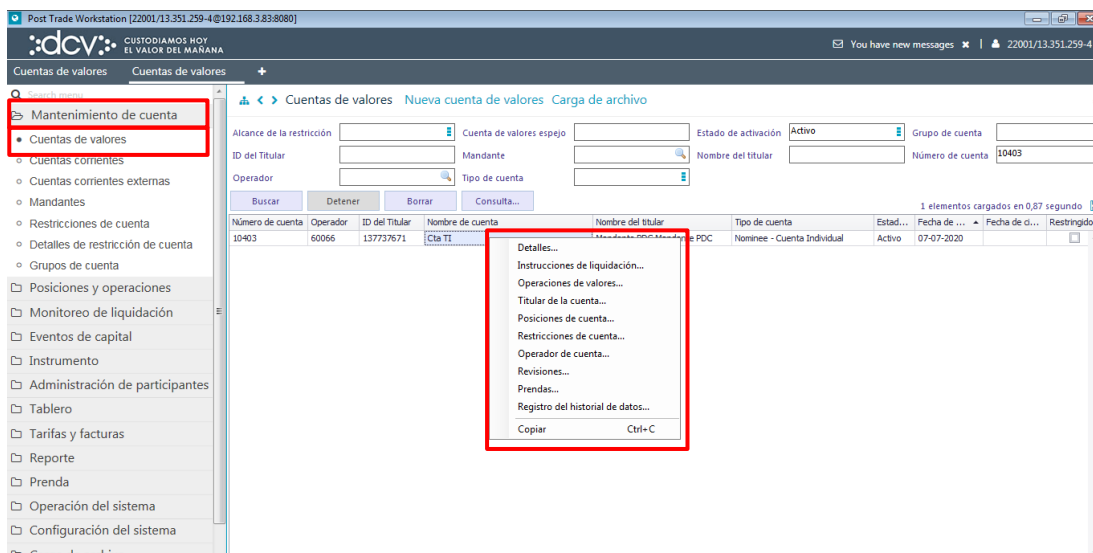 Post Trade Workstation [22001/13.351.259-4@192.168.3.83:8080]
dcv CUSTODIAMOS HOY
EL VALOR DEL MAÑANA
You have new messages × | 22001/13.351.259-4
Cuentas de valores Cuentas de valores +
Search menu
Mantenimiento de cuenta
Cuentas de valores
Cuentas corrientes
Cuentas corrientes externas
Mandantes
Restricciones de cuenta
Detalles de restricción de cuenta
Grupos de cuenta
Posiciones y operaciones
Monitoreo de liquidación
Eventos de capital
Instrumento
Administración de participantes
Tablero
Tarifas y facturas
Reporte
Prenda
Operación del sistema
Configuración del sistema
Cuentas de valores Nueva cuenta de valores Carga de archivo
Alcance de la restricción Cuenta de valores espejo Estado de activación Activo Grupo de cuenta
ID del Titular Mandante Nombre del titular Número de cuenta 10403
Operador Tipo de cuenta
Buscar Detener Borrar Consulta...
1 elementos cargados en 0,87 segundo
Número de cuenta Operador ID del Titular Nombre de cuenta Nombre del titular Tipo de cuenta Estad... Fecha de ... Fecha de ci... Restringido
10403 60066 137737671 Cta TI Mandante PDC Mandante PDC Nominee - Cuenta Individual Activo 07-07-2020
Detalles...
Instrucciones de liquidación...
Operaciones de valores...
Titular de la cuenta...
Posiciones de cuenta...
Restricciones de cuenta...
Operador de cuenta...
Revisiones...
Prendas...
Registro del historial de datos...
Copiar Ctrl+C